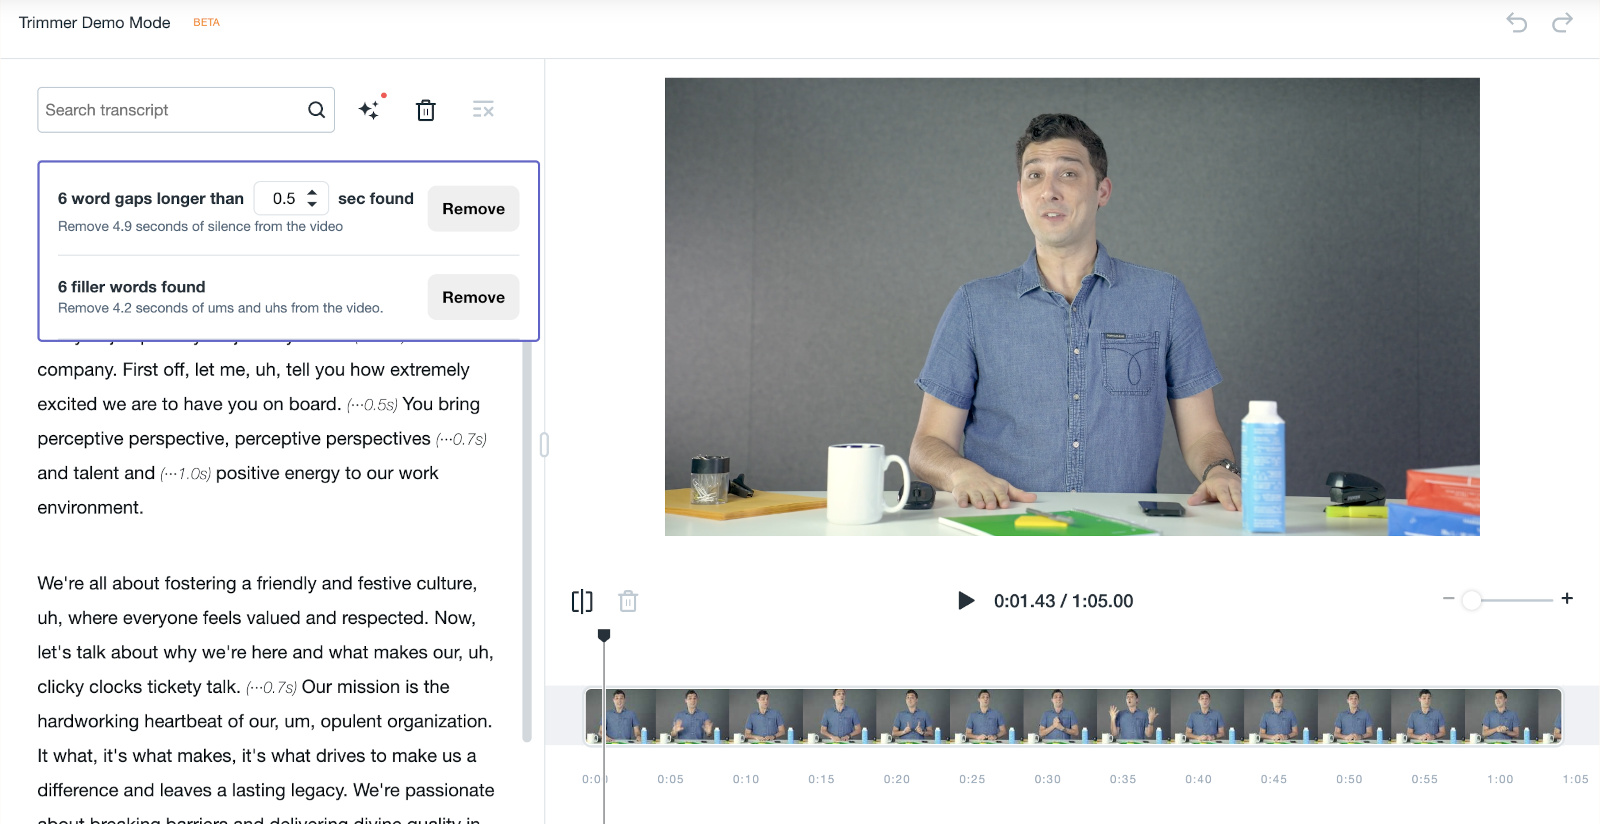 Trimmer Demo Mode BETA
Search transcript
6 word gaps longer than 0.5 sec found
Remove
Remove 4.9 seconds of silence from the video
6 filler words found
Remove
Remove 4.2 seconds of ums and uhs from the video.
company. First off, let me, uh, tell you how extremely
excited we are to have you on board. (···0.5s) You bring
perceptive perspective, perceptive perspectives (···0.7s)
and talent and (···1.0s) positive energy to our work
environment.
We're all about fostering a friendly and festive culture,
uh, where everyone feels valued and respected. Now,
let's talk about why we're here and what makes our, uh,
clicky clocks tickety talk. (···0.7s) Our mission is the
hardworking heartbeat of our, um, opulent organization.
It what, it's what makes, it's what drives to make us a
difference and leaves a lasting legacy. We're passionate
about breaking barriers and delivering divine quality in
0:01.43 / 1:05.00
0:00 0:05 0:10 0:15 0:20 0:25 0:30 0:35 0:40 0:45 0:50 0:55 1:00 1:05